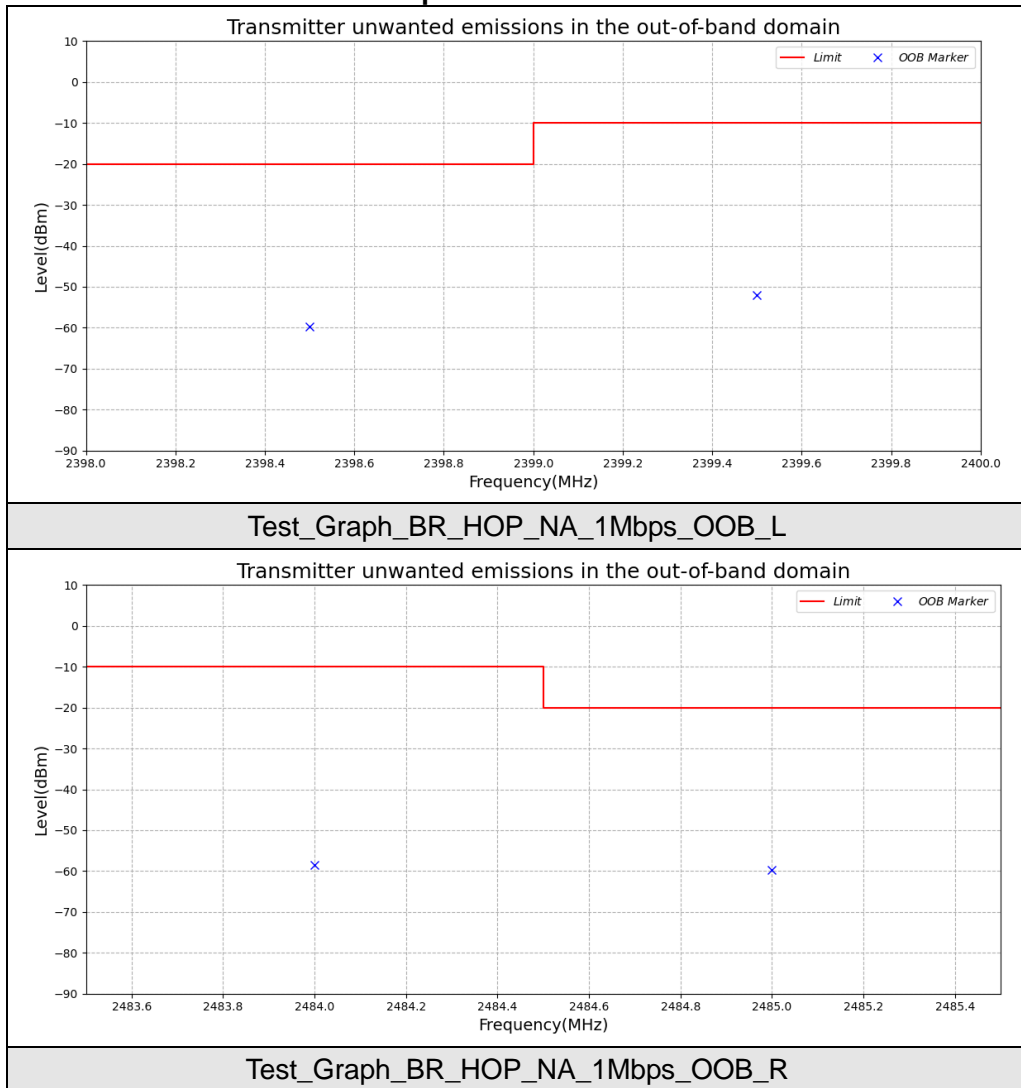 Transmitter unwanted emissions in the out-of-band domain
Limit OOB Marker
10
0
−10
−20
−30
−40
−50
−60
−70
−80
−90
Level(dBm)
2398.0 2398.2 2398.4 2398.6 2398.8 2399.0 2399.2 2399.4 2399.6 2399.8 2400.0
Frequency(MHz)
Test_Graph_BR_HOP_NA_1Mbps_OOB_L
Transmitter unwanted emissions in the out-of-band domain
Limit OOB Marker
10
0
−10
−20
−30
−40
−50
−60
−70
−80
−90
Level(dBm)
2483.6 2483.8 2484.0 2484.2 2484.4 2484.6 2484.8 2485.0 2485.2 2485.4
Frequency(MHz)
Test_Graph_BR_HOP_NA_1Mbps_OOB_R